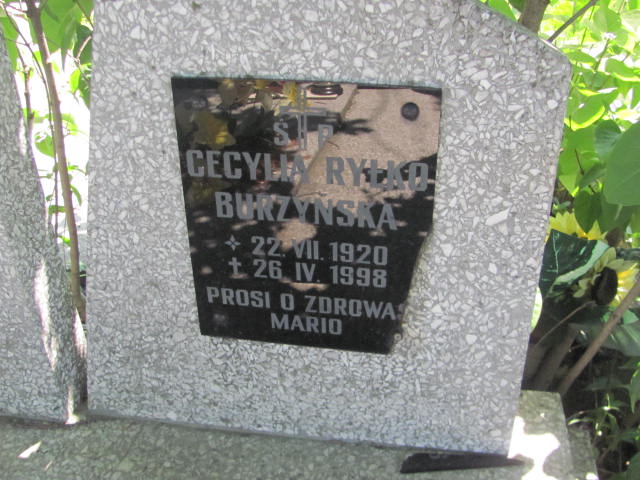 Ś P
CECYLIA RYŁKO
BURZYŃSKA
22. VII. 1920
26. IV. 1998
PROSI O ZDROWAŚ
MARIO